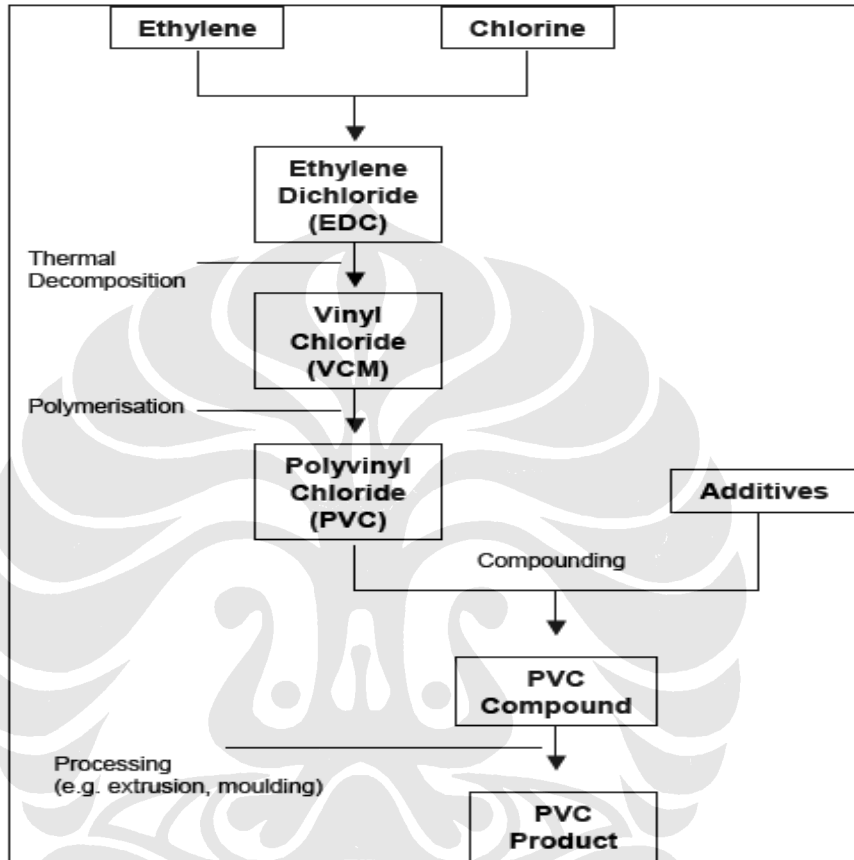 Ethylene
Chlorine
Ethylene
Dichloride
(EDC)
Thermal
Decomposition
Vinyl
Chloride
(VCM)
Polymerisation
Polyvinyl
Chloride
(PVC)
Additives
Compounding
PVC
Compound
Processing
(e.g. extrusion, moulding)
PVC
Product